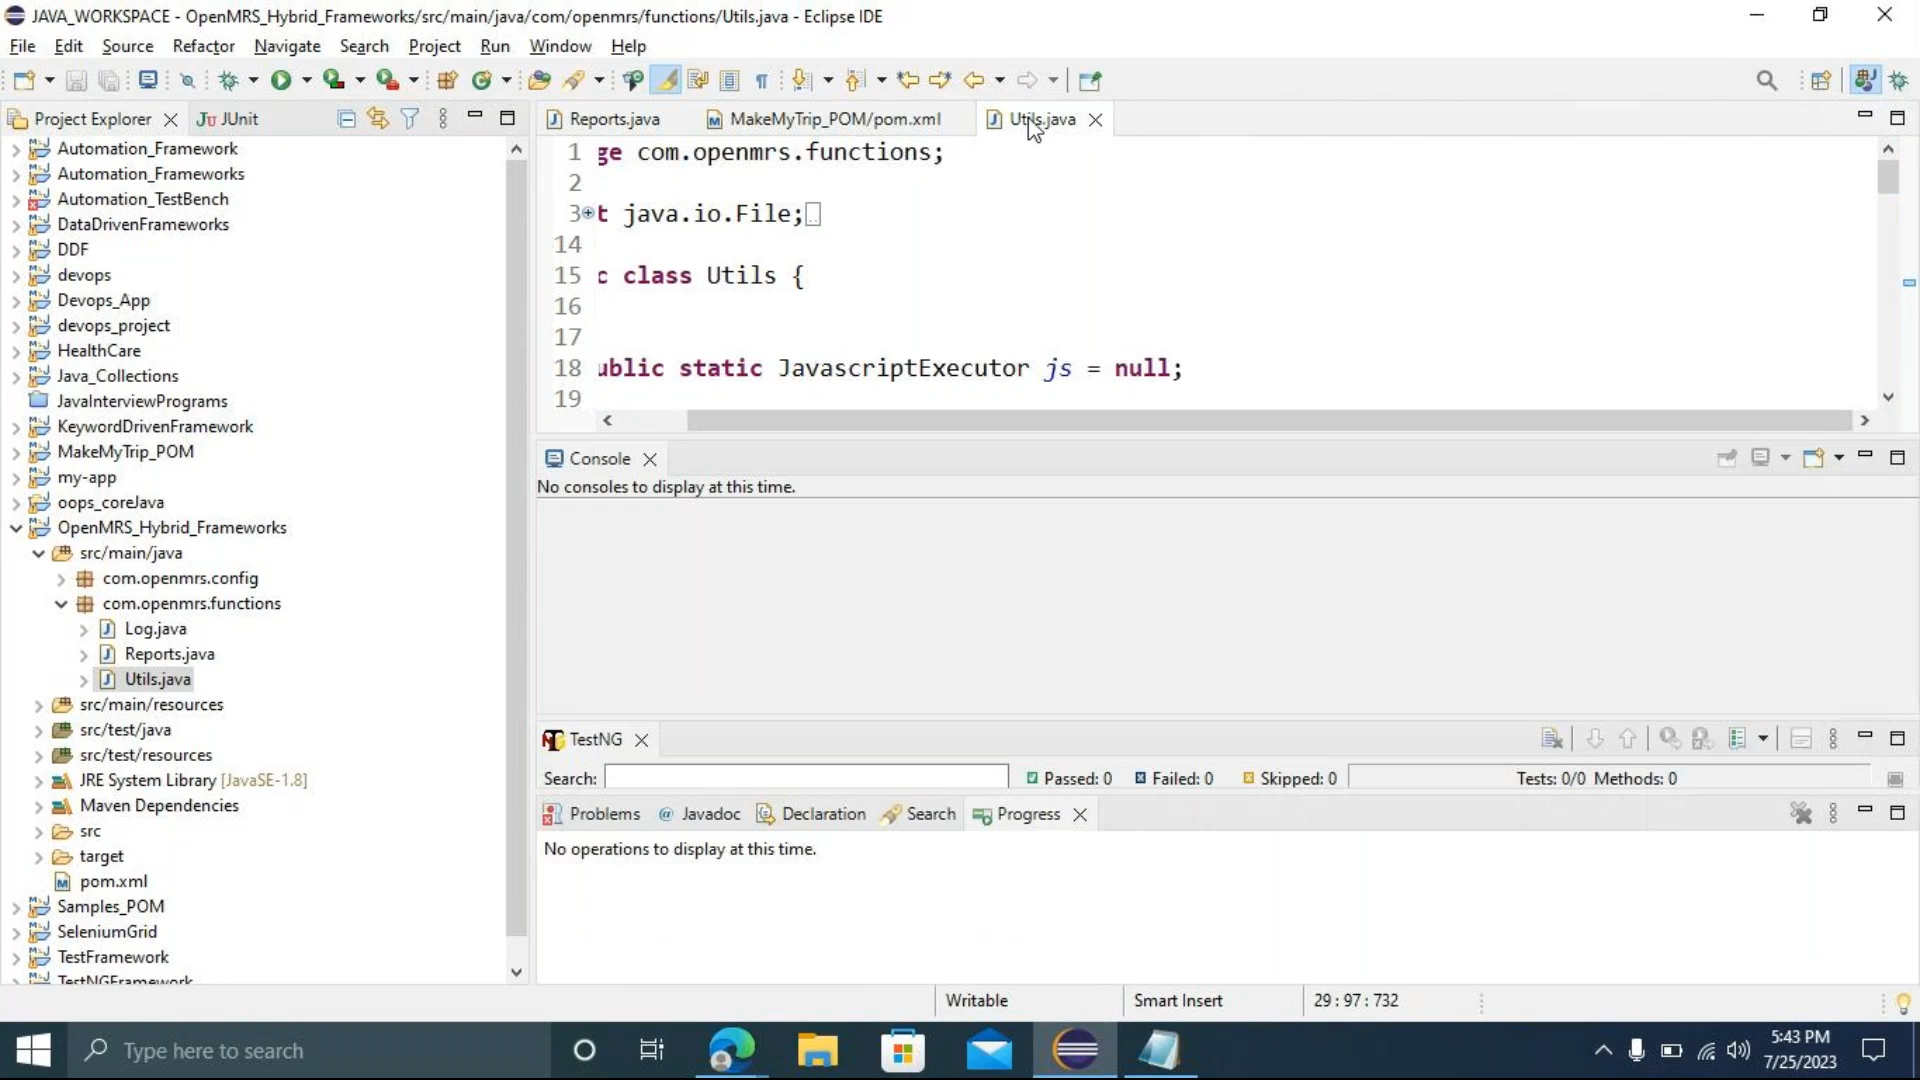 JAVA_WORKSPACE - OpenMRS_Hybrid_Frameworks/src/main/java/com/openmrs/functions/Utils.java - Eclipse IDE
File Edit Source Refactor Navigate Search Project Run Window Help
Project Explorer
JUnit
Automation_Framework
Automation_Frameworks
Automation_TestBench
DataDrivenFrameworks
DDF
devops
Devops_App
devops_project
HealthCare
Java_Collections
JavaInterviewPrograms
KeywordDrivenFramework
MakeMyTrip_POM
my-app
oops_coreJava
OpenMRS_Hybrid_Frameworks
src/main/java
com.openmrs.config
com.openmrs.functions
Log.java
Reports.java
Utils.java
src/main/resources
src/test/java
src/test/resources
JRE System Library [JavaSE-1.8]
Maven Dependencies
src
target
pom.xml
Samples_POM
SeleniumGrid
TestFramework
TestNGFramework
Reports.java
MakeMyTrip_POM/pom.xml
Utils.java
1 ge com.openmrs.functions;
2
3 t java.io.File;
14
15 c class Utils {
16
17
18 ublic static JavascriptExecutor js = null;
19
Console
No consoles to display at this time.
TestNG
Search: Passed: 0 Failed: 0 Skipped: 0 Tests: 0/0 Methods: 0
Problems @ Javadoc Declaration Search Progress
No operations to display at this time.
Writable Smart Insert 29 : 97 : 732
Type here to search
5:43 PM
7/25/2023